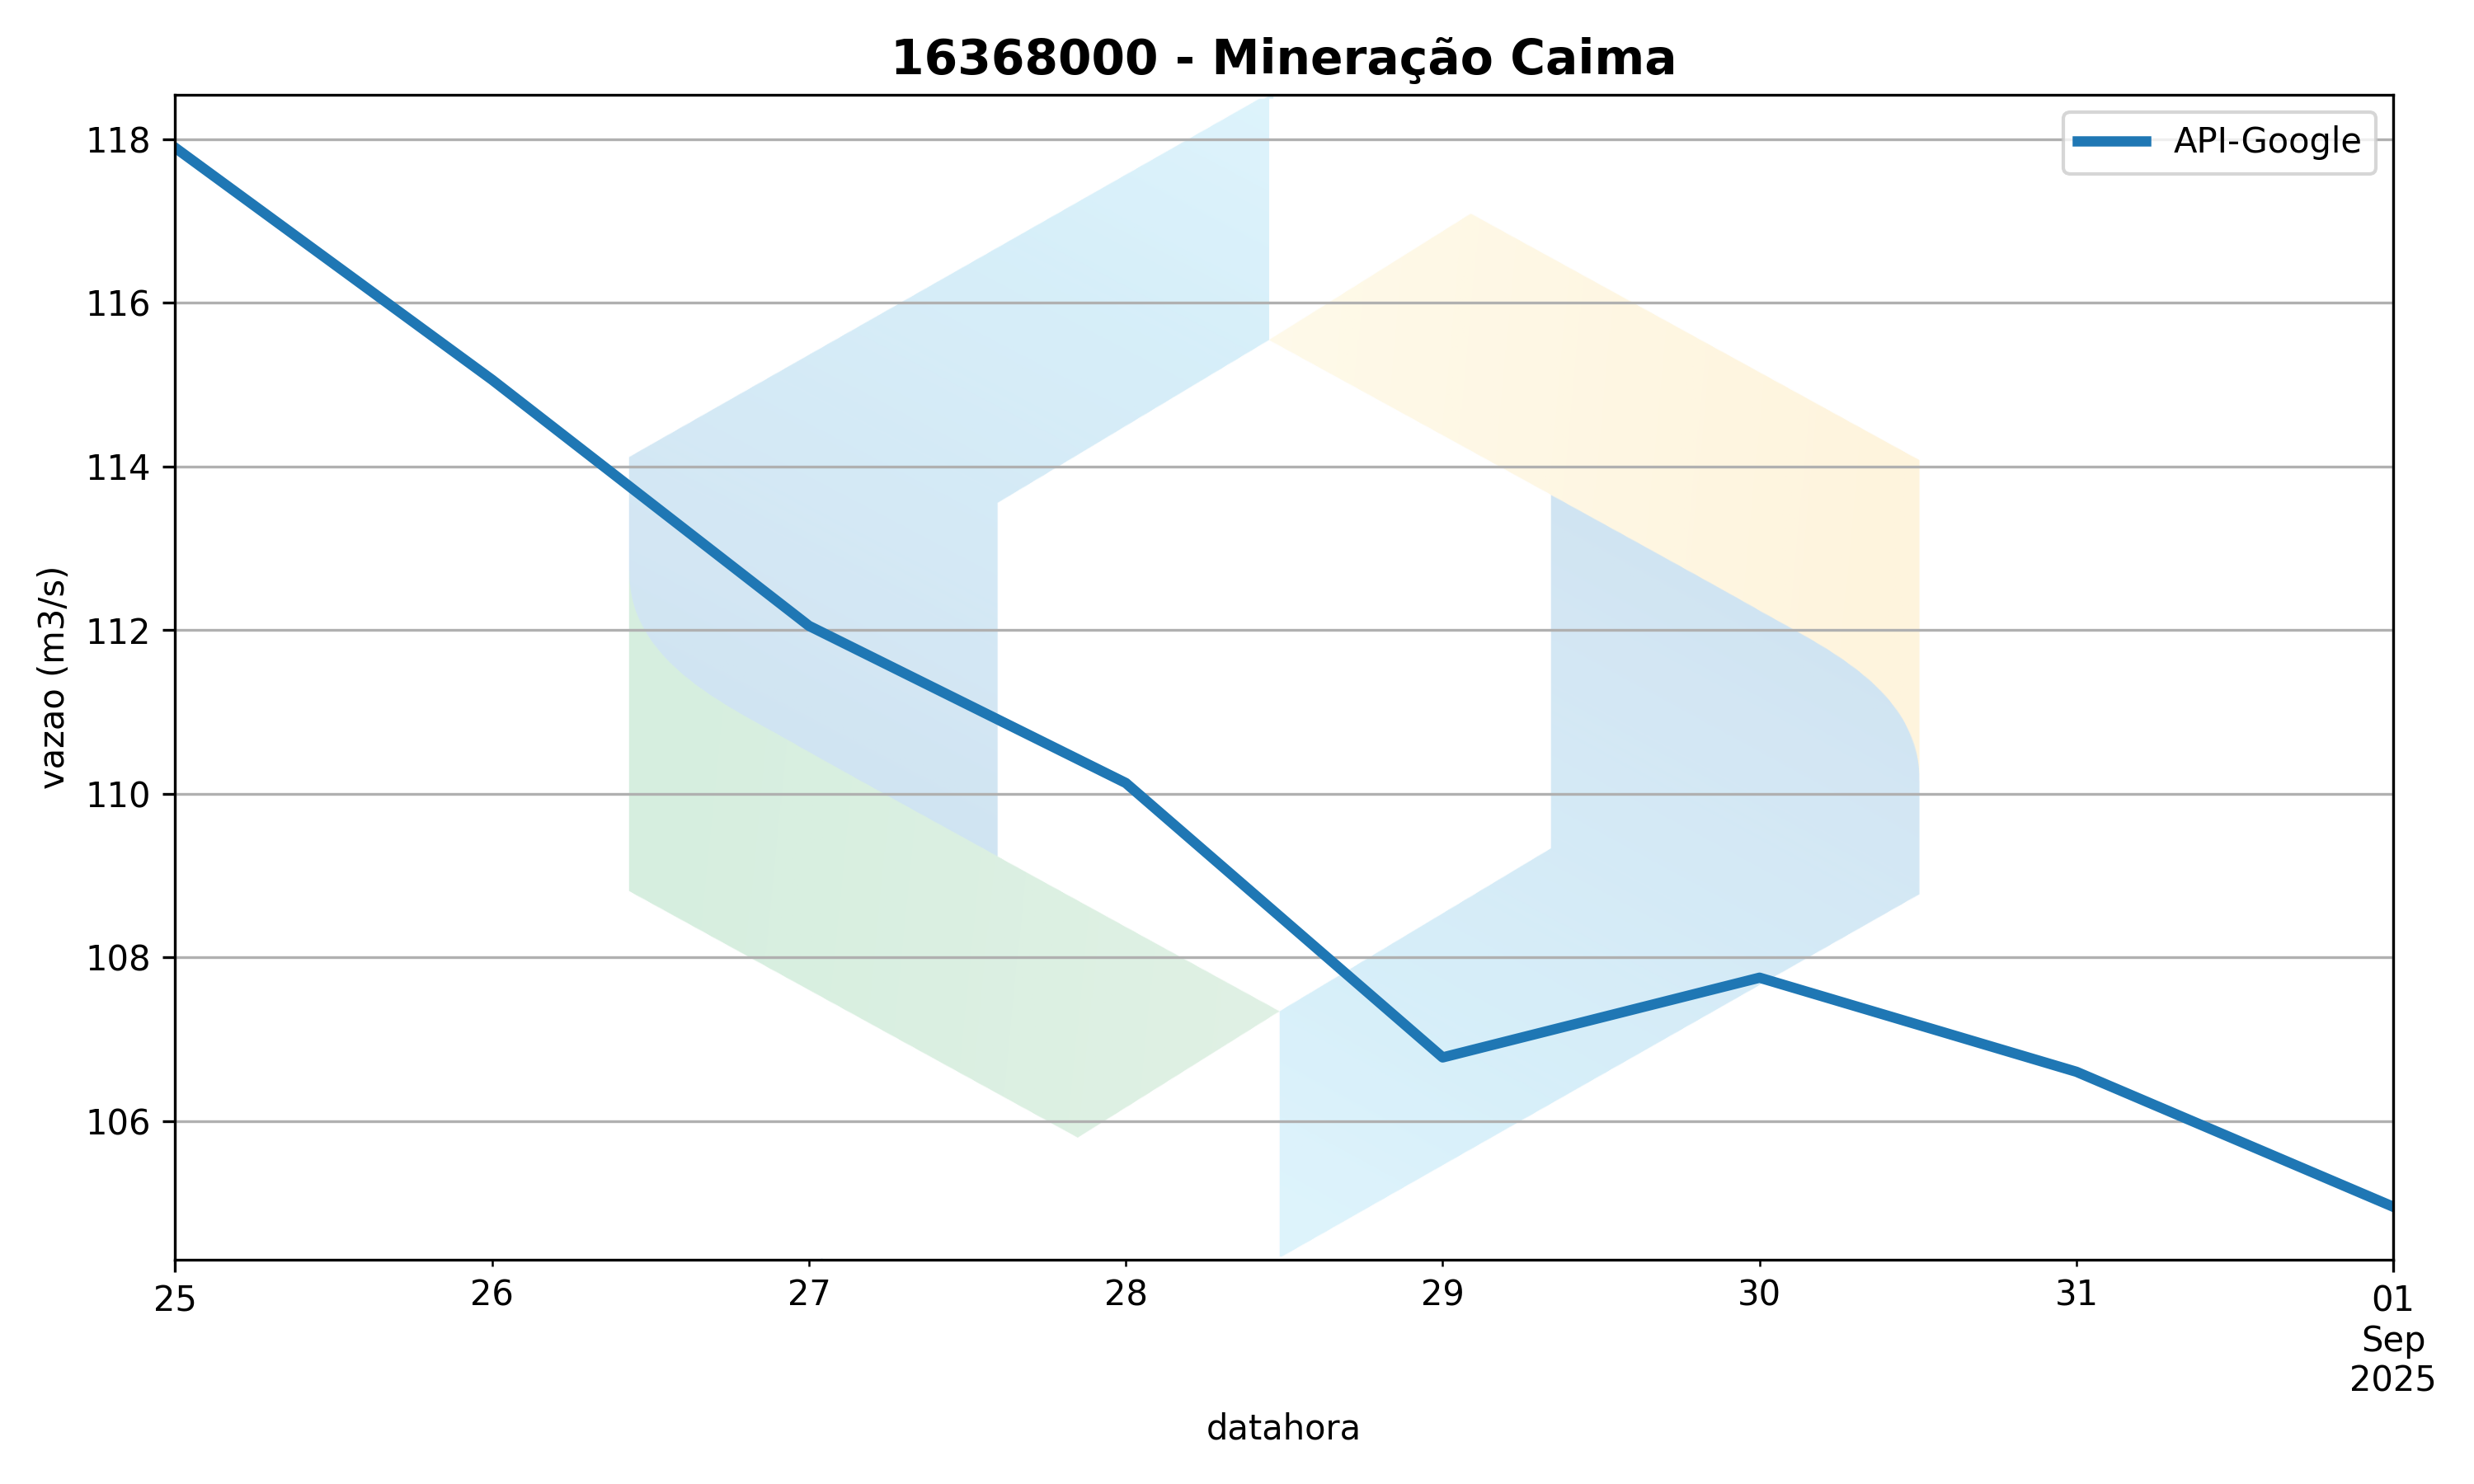 16368000 - Mineração Caima
API-Google
118
116
114
112
110
108
106
vazao (m3/s)
25 26 27 28 29 30 31 01
Sep
2025
datahora